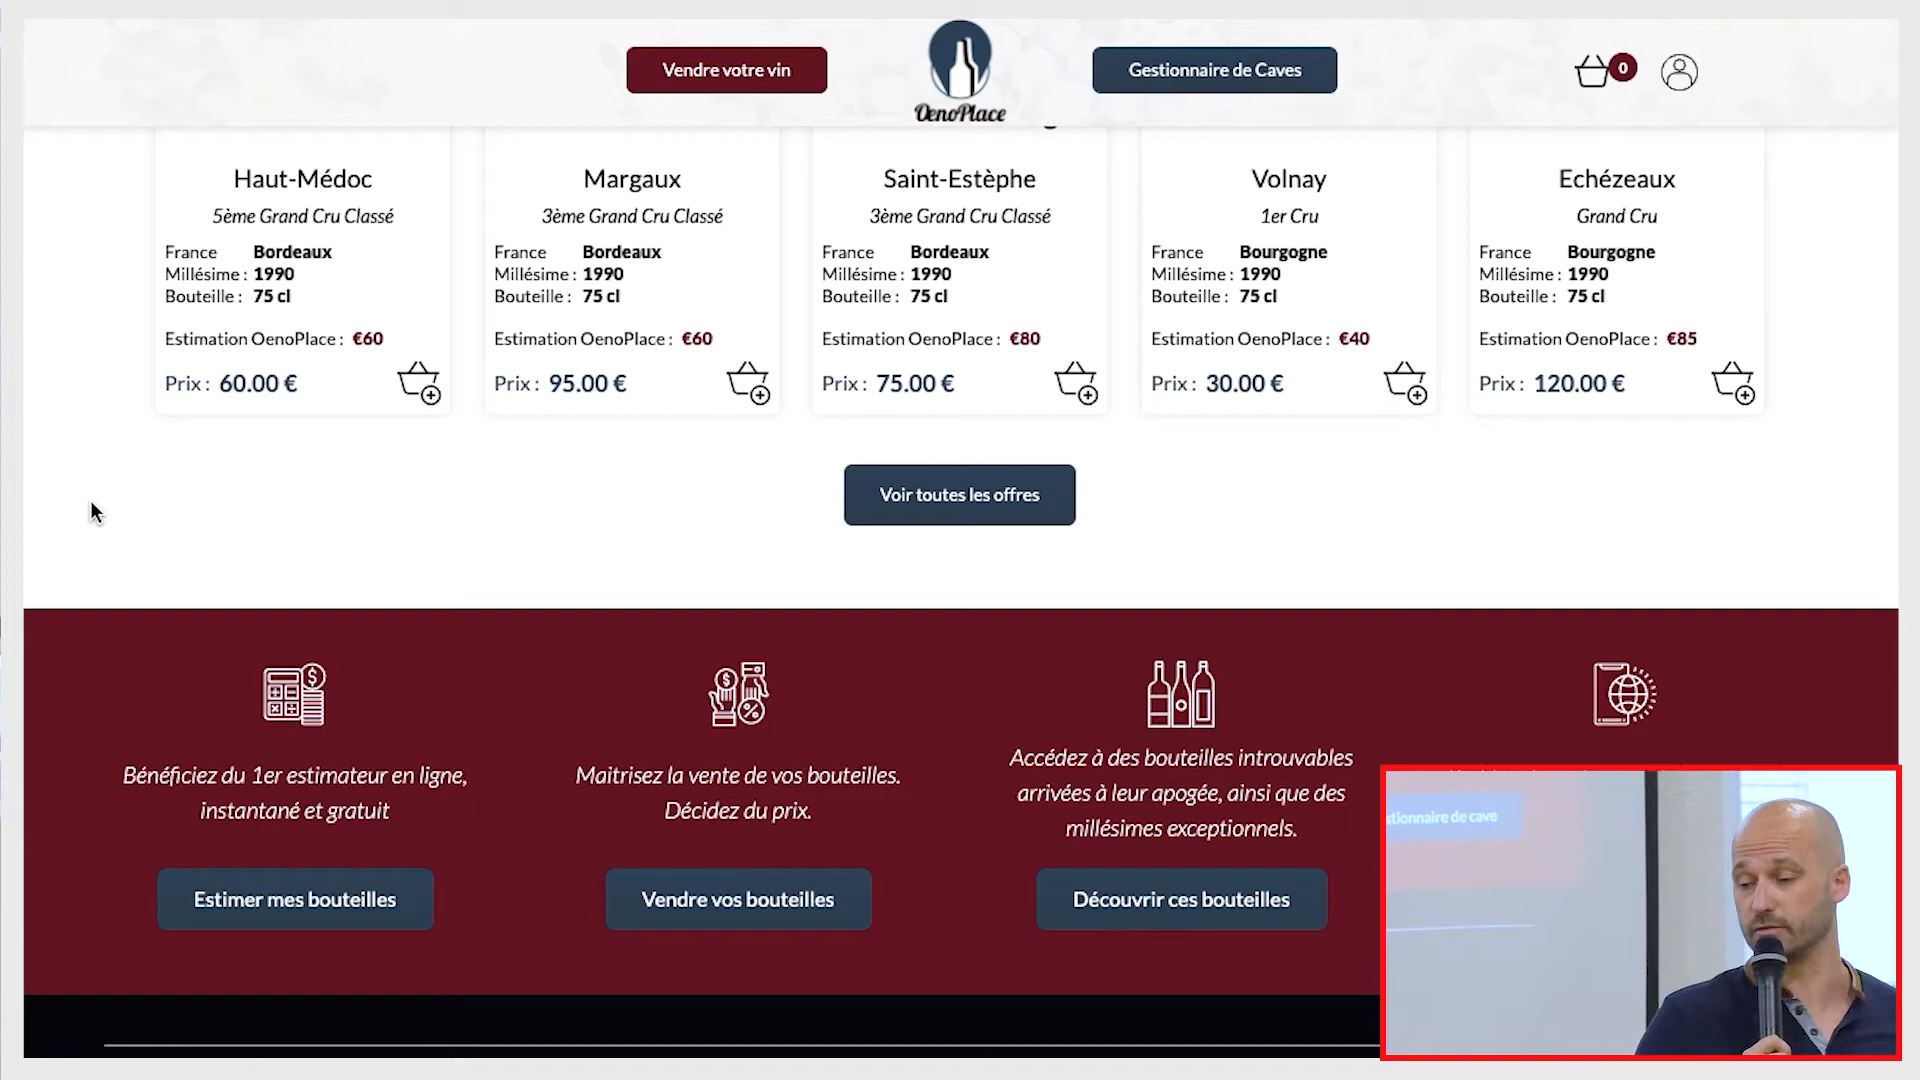 Vendre votre vin
OenoPlace
Gestionnaire de Caves
0
Haut-Médoc
5ème Grand Cru Classé
France Bordeaux
Millésime : 1990
Bouteille : 75 cl
Estimation OenoPlace : €60
Prix : 60.00 €
Margaux
3ème Grand Cru Classé
France Bordeaux
Millésime : 1990
Bouteille : 75 cl
Estimation OenoPlace : €60
Prix : 95.00 €
Saint-Estèphe
3ème Grand Cru Classé
France Bordeaux
Millésime : 1990
Bouteille : 75 cl
Estimation OenoPlace : €80
Prix : 75.00 €
Volnay
1er Cru
France Bourgogne
Millésime : 1990
Bouteille : 75 cl
Estimation OenoPlace : €40
Prix : 30.00 €
Echézeaux
Grand Cru
France Bourgogne
Millésime : 1990
Bouteille : 75 cl
Estimation OenoPlace : €85
Prix : 120.00 €
Voir toutes les offres
Bénéficiez du 1er estimateur en ligne,
instantané et gratuit
Estimer mes bouteilles
Maitrisez la vente de vos bouteilles.
Décidez du prix.
Vendre vos bouteilles
Accédez à des bouteilles introuvables
arrivées à leur apogée, ainsi que des
millésimes exceptionnels.
Découvrir ces bouteilles
stionnaire de cave